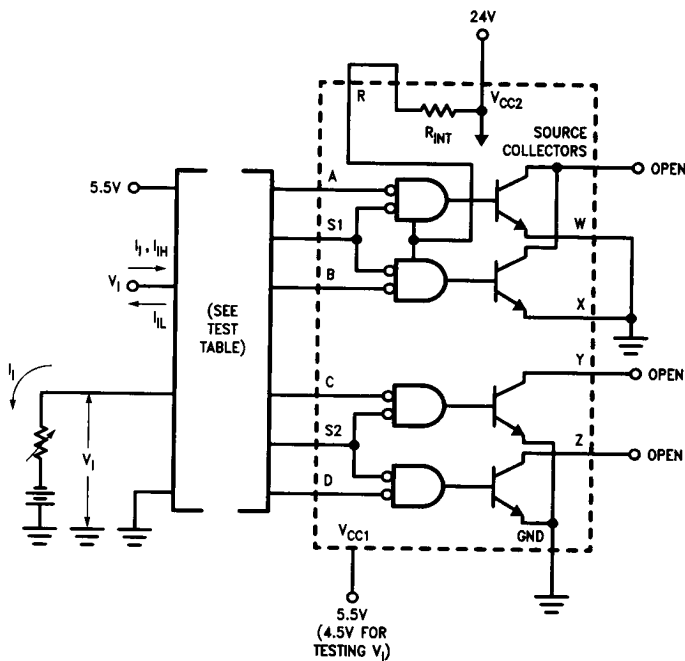 24V
R
VCC2
RINT
SOURCE
COLLECTORS
OPEN
5.5V
A
W
S1
II, IIH
VI
IIL
B
X
(SEE
TEST
TABLE)
II
C
Y
OPEN
S2
VI
Z
OPEN
D
GND
VCC1
5.5V
(4.5V FOR
TESTING VI)